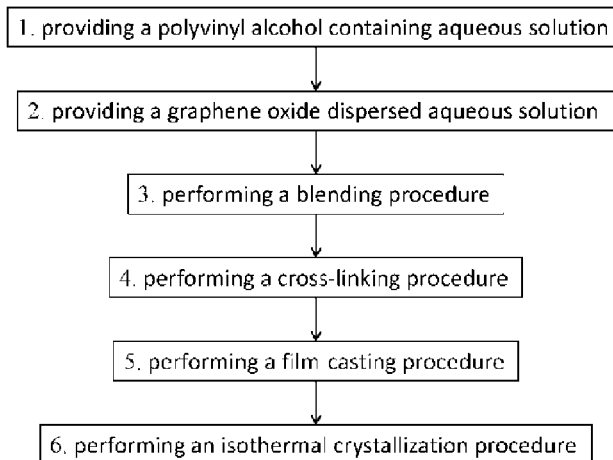 1. providing a polyvinyl alcohol containing aqueous solution
2. providing a graphene oxide dispersed aqueous solution
3. performing a blending procedure
4. performing a cross-linking procedure
5. performing a film casting procedure
6. performing an isothermal crystallization procedure